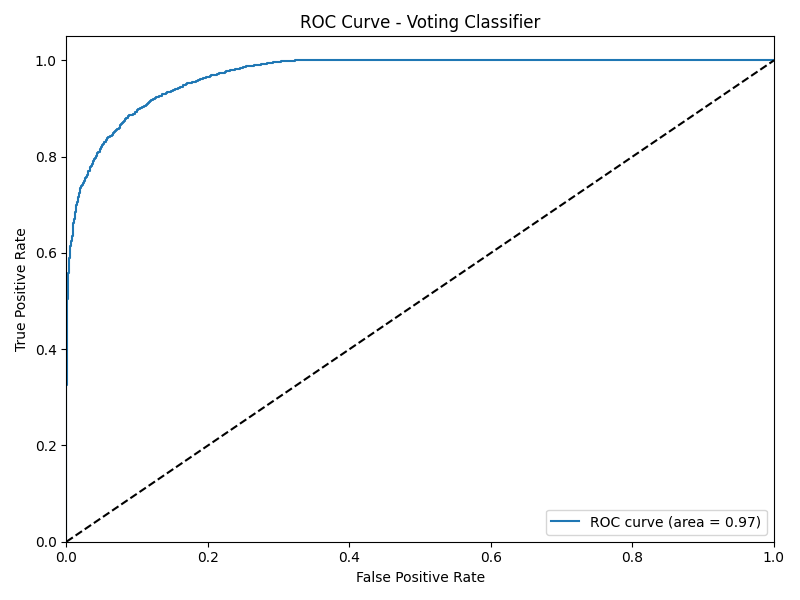 ROC Curve - Voting Classifier
True Positive Rate
1.0
0.8
0.6
0.4
0.2
0.0
0.0 0.2 0.4 0.6 0.8 1.0
False Positive Rate
ROC curve (area = 0.97)